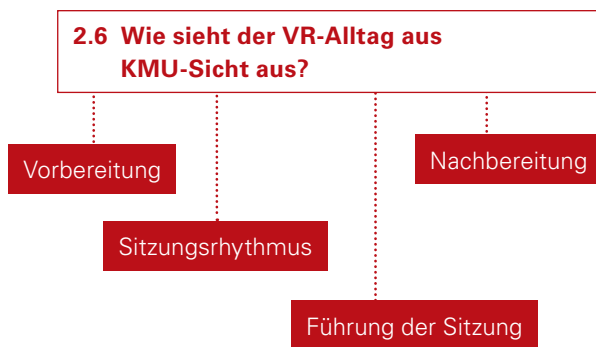 2.6 Wie sieht der VR-Alltag aus
KMU-Sicht aus?
Vorbereitung
Nachbereitung
Sitzungsrhythmus
Führung der Sitzung